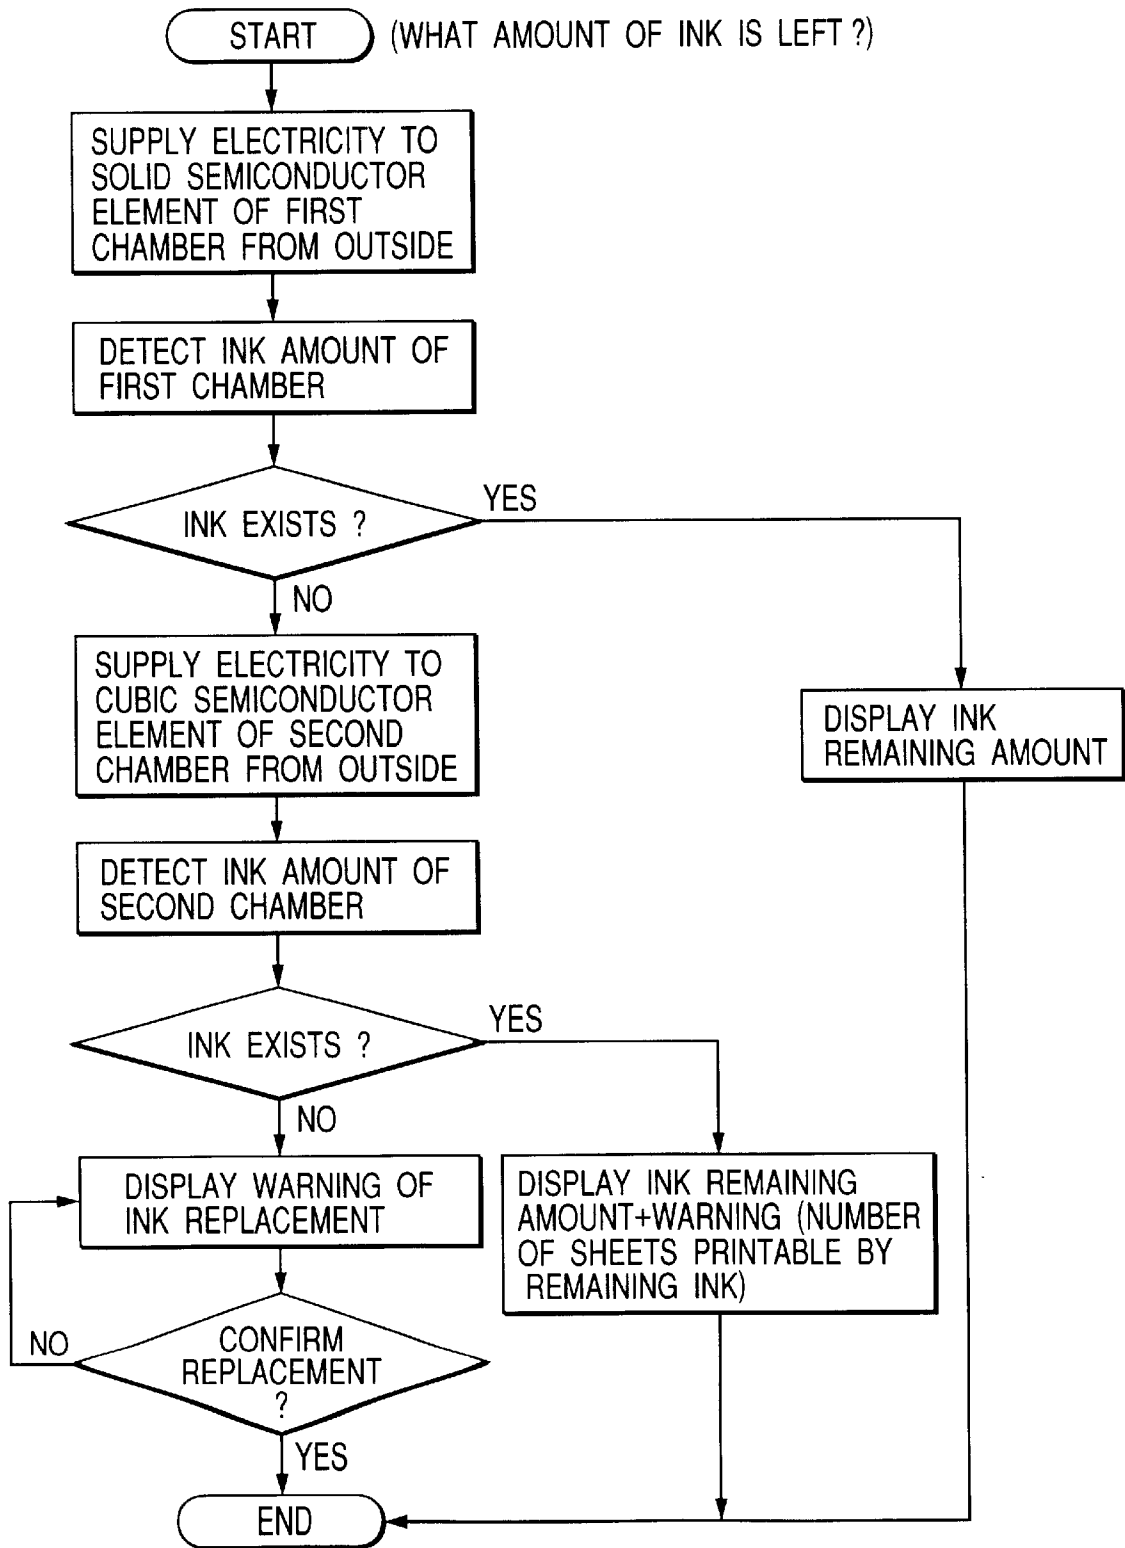 START (WHAT AMOUNT OF INK IS LEFT ?)
SUPPLY ELECTRICITY TO
SOLID SEMICONDUCTOR
ELEMENT OF FIRST
CHAMBER FROM OUTSIDE
DETECT INK AMOUNT OF
FIRST CHAMBER
INK EXISTS ?
YES
NO
SUPPLY ELECTRICITY TO
CUBIC SEMICONDUCTOR
ELEMENT OF SECOND
CHAMBER FROM OUTSIDE
DISPLAY INK
REMAINING AMOUNT
DETECT INK AMOUNT OF
SECOND CHAMBER
INK EXISTS ?
YES
NO
DISPLAY WARNING OF
INK REPLACEMENT
DISPLAY INK REMAINING
AMOUNT+WARNING (NUMBER
OF SHEETS PRINTABLE BY
REMAINING INK)
NO
CONFIRM
REPLACEMENT
?
YES
END